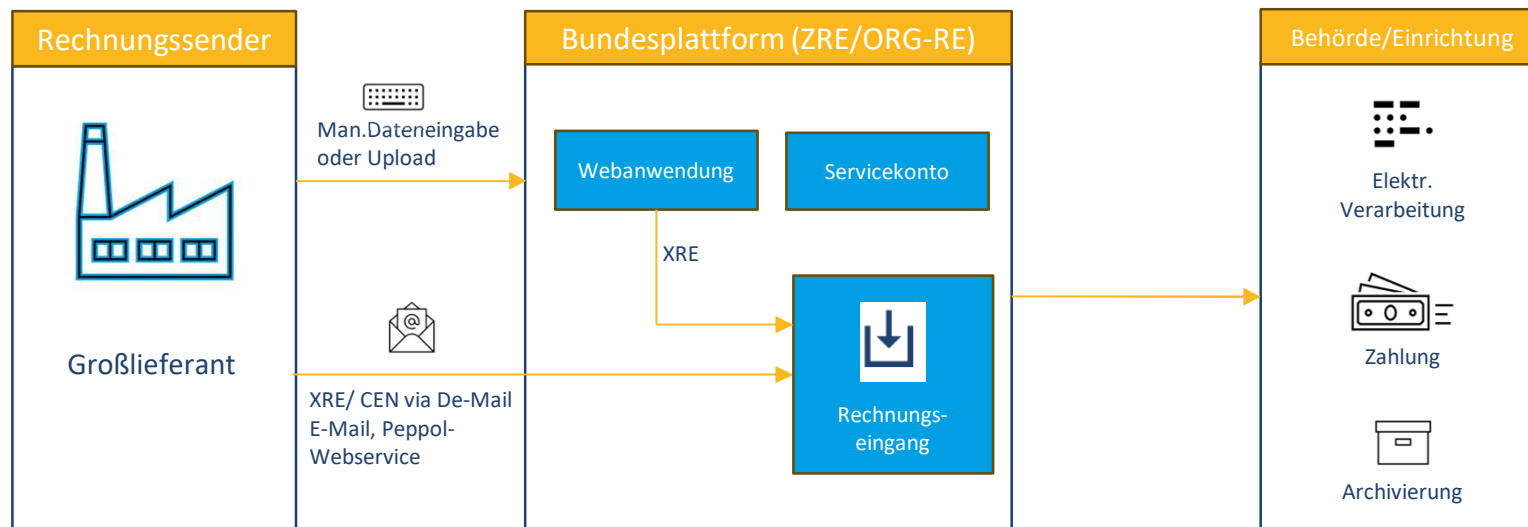 Rechnungssender
Großlieferant
Man.Dateneingabe
oder Upload
XRE/ CEN via De-Mail
E-Mail, Peppol-
Webservice
Bundesplattform (ZRE/ORG-RE)
Webanwendung
Servicekonto
XRE
Rechnungs-
eingang
Behörde/Einrichtung
Elektr.
Verarbeitung
Zahlung
Archivierung